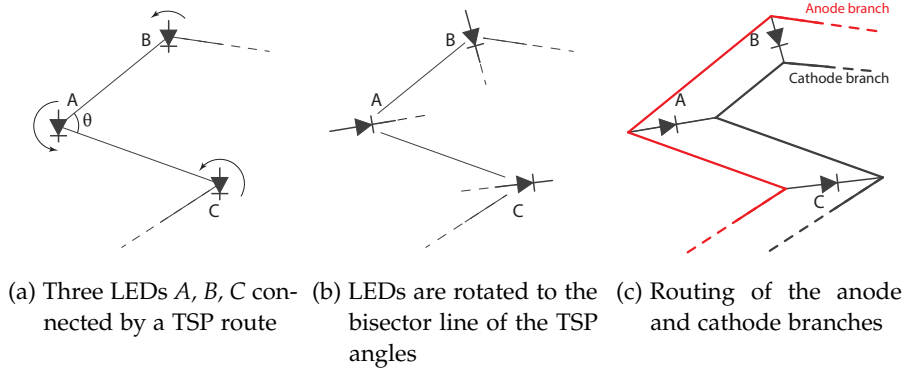 B
A
θ
C
B
A
C
Anode branch
B
Cathode branch
A
C
(a) Three LEDs A, B, C con-
nected by a TSP route
(b) LEDs are rotated to the
bisector line of the TSP
angles
(c) Routing of the anode
and cathode branches